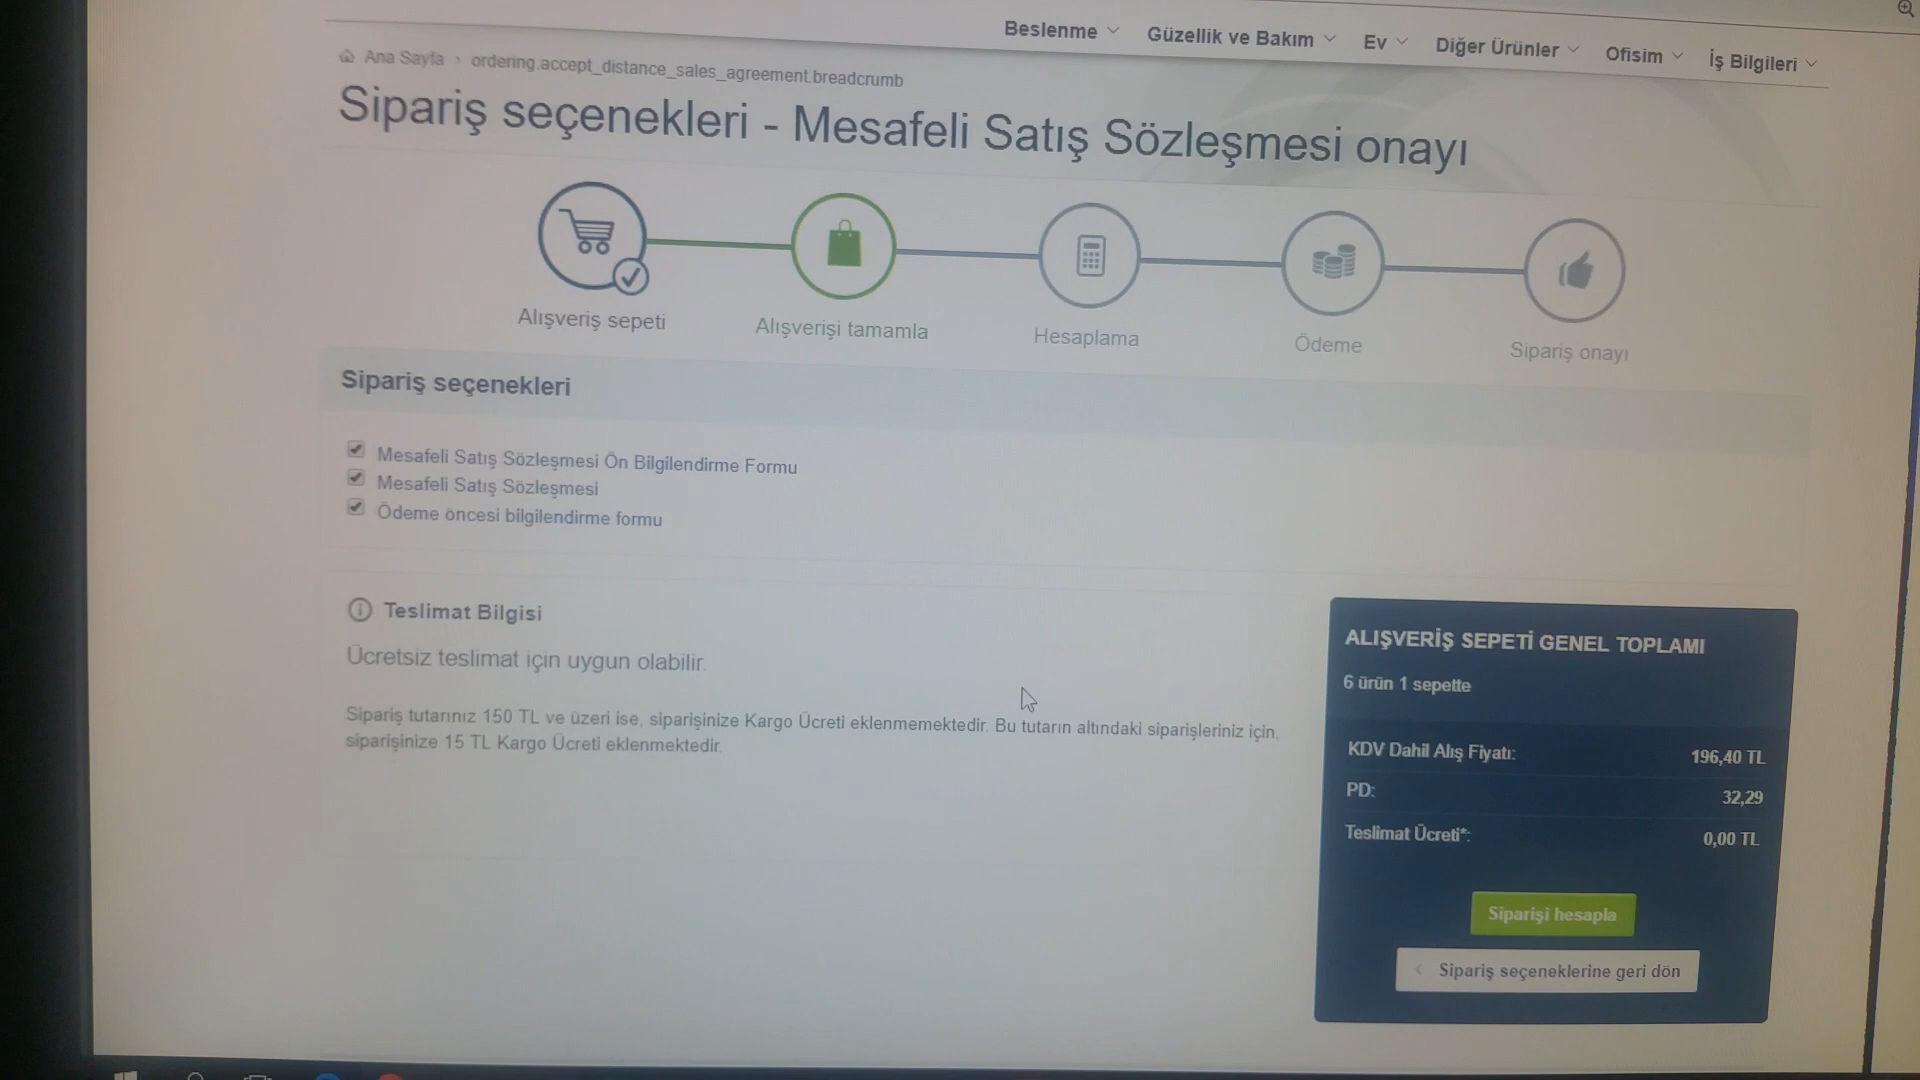 Beslenme Güzellik ve Bakım Ev Diğer Ürünler Ofisim İş Bilgileri
Ana Sayfa › ordering.accept_distance_sales_agreement.breadcrumb
Sipariş seçenekleri - Mesafeli Satış Sözleşmesi onayı
Alışveriş sepeti
Alışverişi tamamla
Hesaplama
Ödeme
Sipariş onayı
Sipariş seçenekleri
Mesafeli Satış Sözleşmesi Ön Bilgilendirme Formu
Mesafeli Satış Sözleşmesi
Ödeme öncesi bilgilendirme formu
Teslimat Bilgisi
Ücretsiz teslimat için uygun olabilir.
Sipariş tutarınız 150 TL ve üzeri ise, siparişinize Kargo Ücreti eklenmemektedir. Bu tutarın altındaki siparişleriniz için,
siparişinize 15 TL Kargo Ücreti eklenmektedir.
ALIŞVERİŞ SEPETİ GENEL TOPLAMI
6 ürün 1 sepette
KDV Dahil Alış Fiyatı: 196,40 TL
PD: 32,29
Teslimat Ücreti*: 0,00 TL
Siparişi hesapla
‹ Sipariş seçeneklerine geri dön